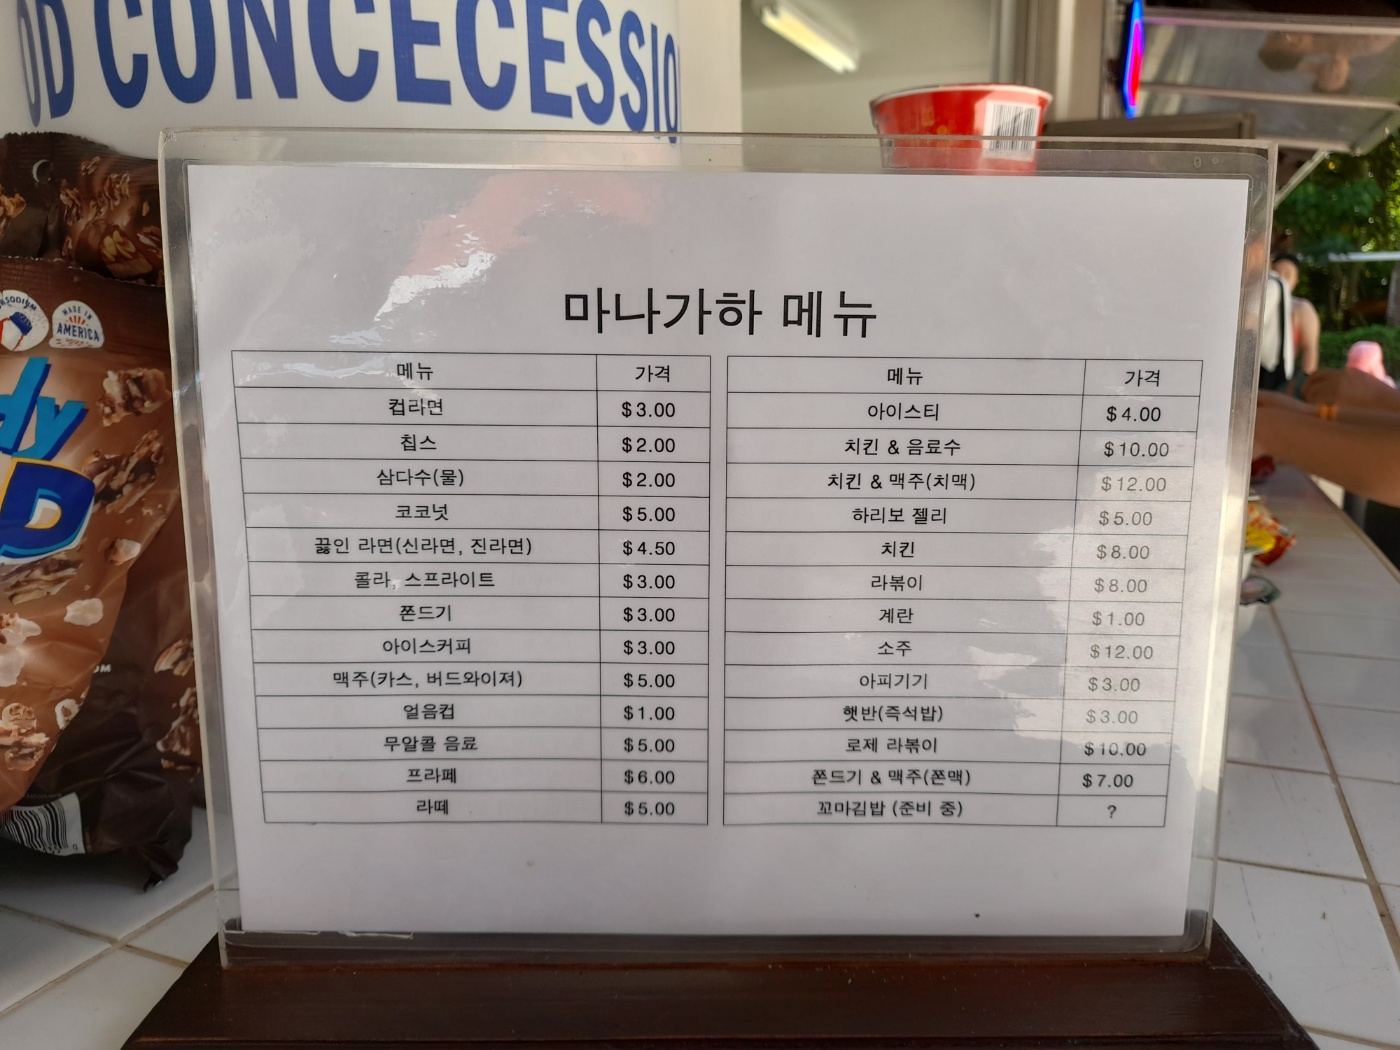 OD CONCECESSIO
MADE IN
AMERICA
dy
마나가하 메뉴
메뉴 가격
컵라면 $3.00
칩스 $2.00
삼다수(물) $2.00
코코넛 $5.00
끓인 라면(신라면, 진라면) $4.50
콜라, 스프라이트 $3.00
쫀드기 $3.00
아이스커피 $3.00
맥주(카스, 버드와이져) $5.00
얼음컵 $1.00
무알콜 음료 $5.00
프라페 $6.00
라떼 $5.00
메뉴 가격
아이스티 $4.00
치킨 & 음료수 $10.00
치킨 & 맥주(치맥) $12.00
하리보 젤리 $5.00
치킨 $8.00
라볶이 $8.00
계란 $1.00
소주 $12.00
아피기기 $3.00
햇반(즉석밥) $3.00
로제 라볶이 $10.00
쫀드기 & 맥주(쫀맥) $7.00
꼬마김밥 (준비 중) ?